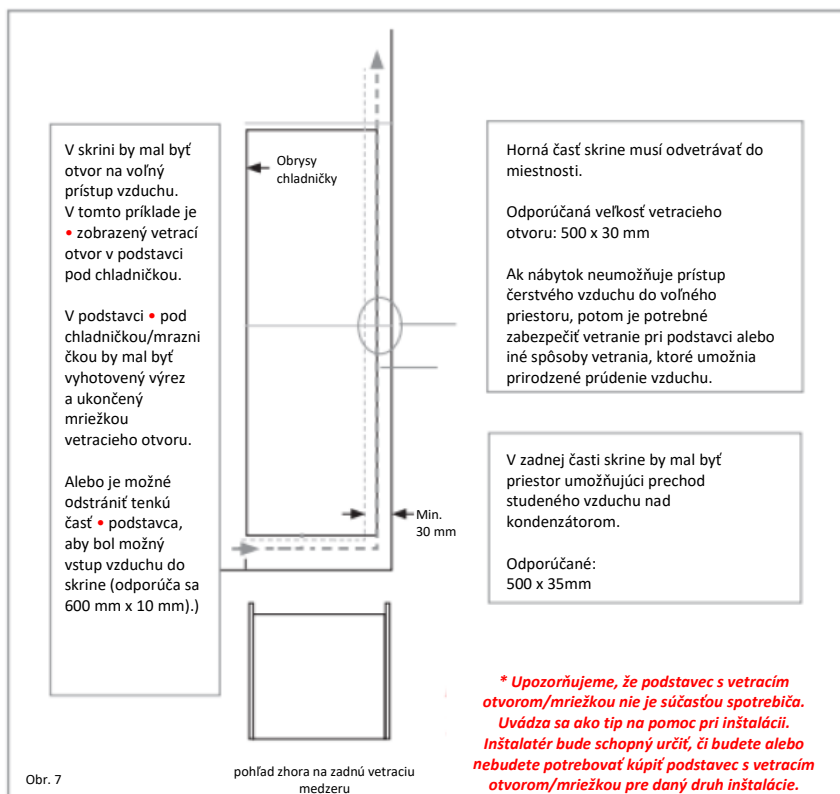 V skrini by mal byť
otvor na voľný
prístup vzduchu.
V tomto príklade je
• zobrazený vetrací
otvor v podstavci
pod chladničkou.
V podstavci • pod
chladničkou/mrazni
čkou by mal byť
vyhotovený výrez
a ukončený
mriežkou
vetracieho otvoru.
Alebo je možné
odstrániť tenkú
časť • podstavca,
aby bol možný
vstup vzduchu do
skrine (odporúča sa
600 mm x 10 mm).)
Obrysy
chladničky
Min.
30 mm
Horná časť skrine musí odvetrávať do
miestnosti.
Odporúčaná veľkosť vetracieho
otvoru: 500 x 30 mm
Ak nábytok neumožňuje prístup
čerstvého vzduchu do voľného
priestoru, potom je potrebné
zabezpečiť vetranie pri podstavci alebo
iné spôsoby vetrania, ktoré umožnia
prirodzené prúdenie vzduchu.
V zadnej časti skrine by mal byť
priestor umožňujúci prechod
studeného vzduchu nad
kondenzátorom.
Odporúčané:
500 x 35mm
* Upozorňujeme, že podstavec s vetracím
otvorom/mriežkou nie je súčasťou spotrebiča.
Uvádza sa ako tip na pomoc pri inštalácii.
Inštalatér bude schopný určiť, či budete alebo
nebudete potrebovať kúpiť podstavec s vetracím
otvorom/mriežkou pre daný druh inštalácie.
Obr. 7
pohľad zhora na zadnú vetraciu
medzeru